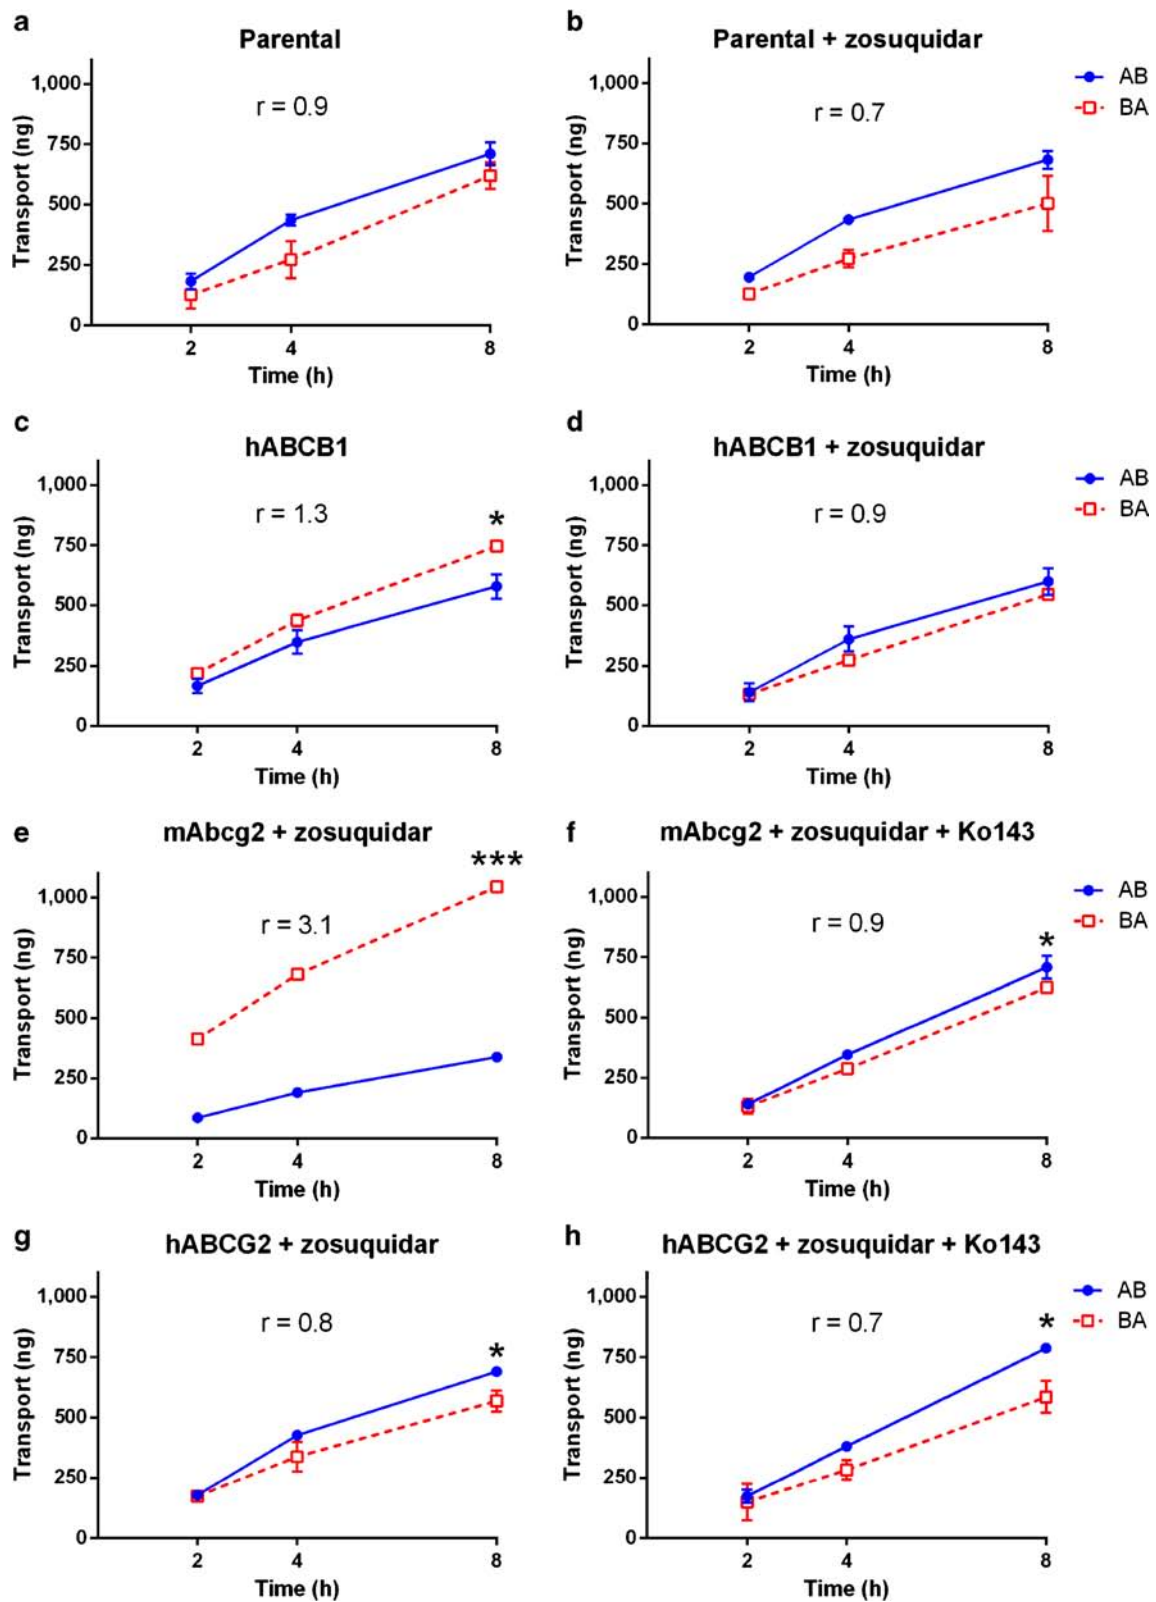 a
Parental
1,000
750
500
250
0
Transport (ng)
r = 0.9
2 4 8
Time (h)
b
Parental + zosuquidar
1,000
750
500
250
0
Transport (ng)
r = 0.7
2 4 8
Time (h)
AB
BA
c
hABCB1
1,000
750
500
250
0
Transport (ng)
r = 1.3
*
2 4 8
Time (h)
d
hABCB1 + zosuquidar
1,000
750
500
250
0
Transport (ng)
r = 0.9
2 4 8
Time (h)
AB
BA
e
mAbcg2 + zosuquidar
1,000
750
500
250
0
Transport (ng)
r = 3.1
***
2 4 8
Time (h)
f
mAbcg2 + zosuquidar + Ko143
1,000
750
500
250
0
Transport (ng)
r = 0.9
*
2 4 8
Time (h)
AB
BA
g
hABCG2 + zosuquidar
1,000
750
500
250
0
Transport (ng)
r = 0.8
*
2 4 8
Time (h)
h
hABCG2 + zosuquidar + Ko143
1,000
750
500
250
0
Transport (ng)
r = 0.7
*
2 4 8
Time (h)
AB
BA